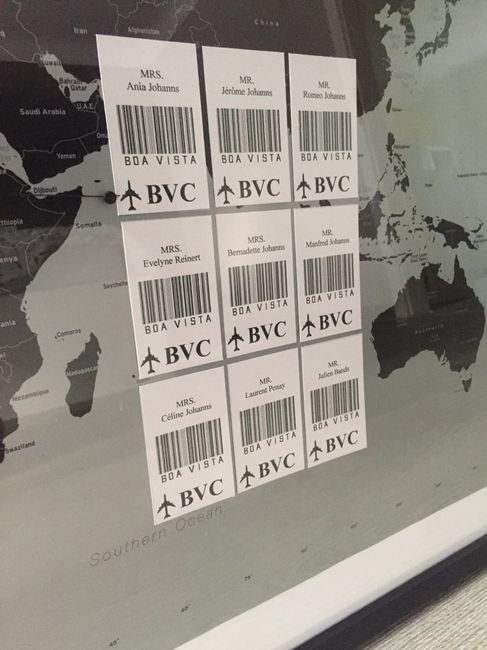 Iran
Afghanistan
China
Kuwait
Bahrain
Qatar
U.A.E.
Saudi Arabia
Yemen
Djibouti
Ethiopia
Somalia
Kenya
Seychelles
Comoros
Mozambique
Madagascar
Swaziland
Australia
Southern Ocean
MRS.
Ania Johanns
BOA VISTA
BVC
MR.
Jérôme Johanns
BOA VISTA
BVC
MR.
Romeo Johanns
BOA VISTA
BVC
MRS.
Evelyne Reinert
BOA VISTA
BVC
MRS.
Bernadette Johanns
BOA VISTA
BVC
MR.
Manfred Johanns
BOA VISTA
BVC
MRS.
Céline Johanns
BOA VISTA
BVC
MR.
Laurent Penay
BOA VISTA
BVC
MR.
Julien Bands
BOA VISTA
BVC